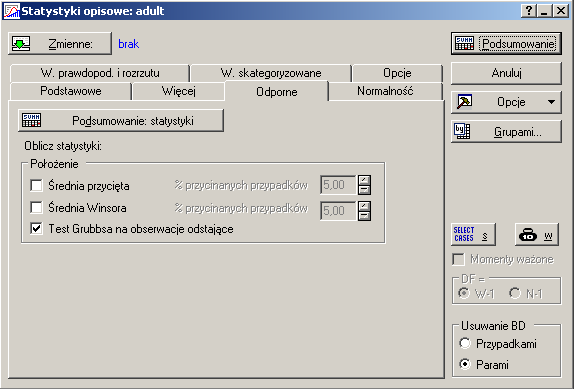 Statystyki opisowe: adult
Zmienne:
brak
Podsumowanie
W. prawdopod. i rozrzutu
W. skategoryzowane
Opcje
Podstawowe
Więcej
Odporne
Normalność
Anuluj
Opcje
Grupami...
SUMM
Podsumowanie: statystyki
Oblicz statystyki:
Położenie
Średnia przycięta
% przycinanych przypadków
5,00
Średnia Winsora
% przycinanych przypadków
5,00
Test Grubbsa na obserwacje odstające
SELECT CASES S
W
Momenty ważone
DF =
W-1
N-1
Usuwanie BD
Przypadkami
Parami